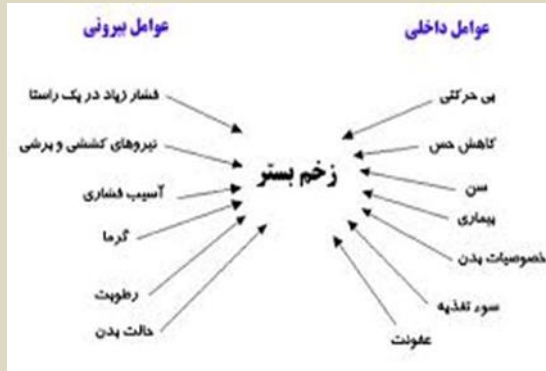 عوامل داخلی
بی حرکتی
کاهش حس
سن
بیماری
خصوصیات بدن
سوء تغذیه
عفونت
زخم بستر
عوامل بیرونی
فشار زیاد در یک راستا
نیروهای کششی و برشی
آسیب فشاری
گرما
رطوبت
حالت بدن